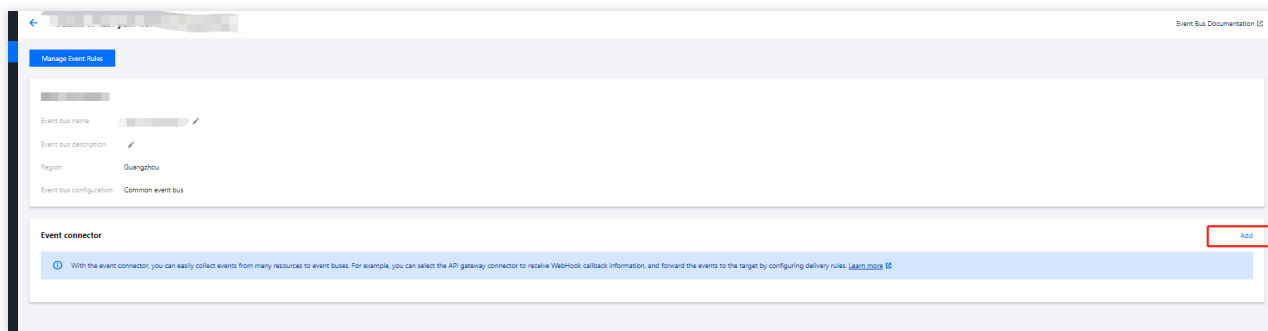 Event Bus Documentation
Manage Event Rules
Event bus name
Event bus description
Region Guangzhou
Event bus configuration Common event bus
Event connector Add
With the event connector, you can easily collect events from many resources to event buses. For example, you can select the API gateway connector to receive WebHook callback information, and forward the events to the target by configuring delivery rules. Learn more